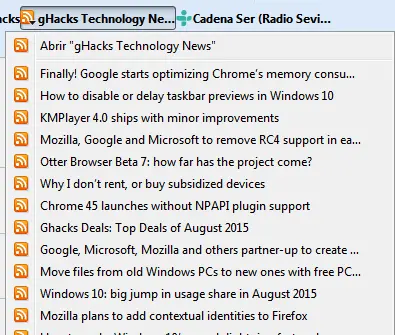 cks
gHacks Technology Ne...
Cadena Ser (Radio Sevi...
Abrir "gHacks Technology News"
Finally! Google starts optimizing Chrome's memory consu...
How to disable or delay taskbar previews in Windows 10
KMPlayer 4.0 ships with minor improvements
Mozilla, Google and Microsoft to remove RC4 support in ea...
Otter Browser Beta 7: how far has the project come?
Why I don't rent, or buy subsidized devices
Chrome 45 launches without NPAPI plugin support
Ghacks Deals: Top Deals of August 2015
Google, Microsoft, Mozilla and others partner-up to create ...
Move files from old Windows PCs to new ones with free PC...
Windows 10: big jump in usage share in August 2015
Mozilla plans to add contextual identities to Firefox